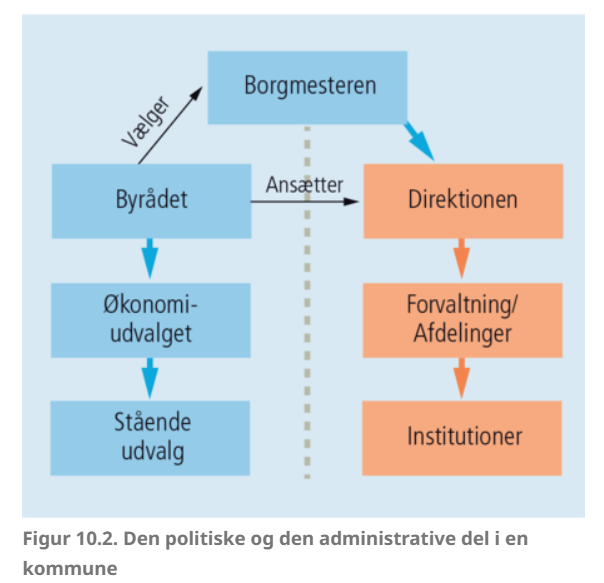 Borgmesteren
Vælger
Byrådet
Ansætter
Direktionen
Økonomi-
udvalget
Forvaltning/
Afdelinger
Stående
udvalg
Institutioner
Figur 10.2. Den politiske og den administrative del i en
kommune